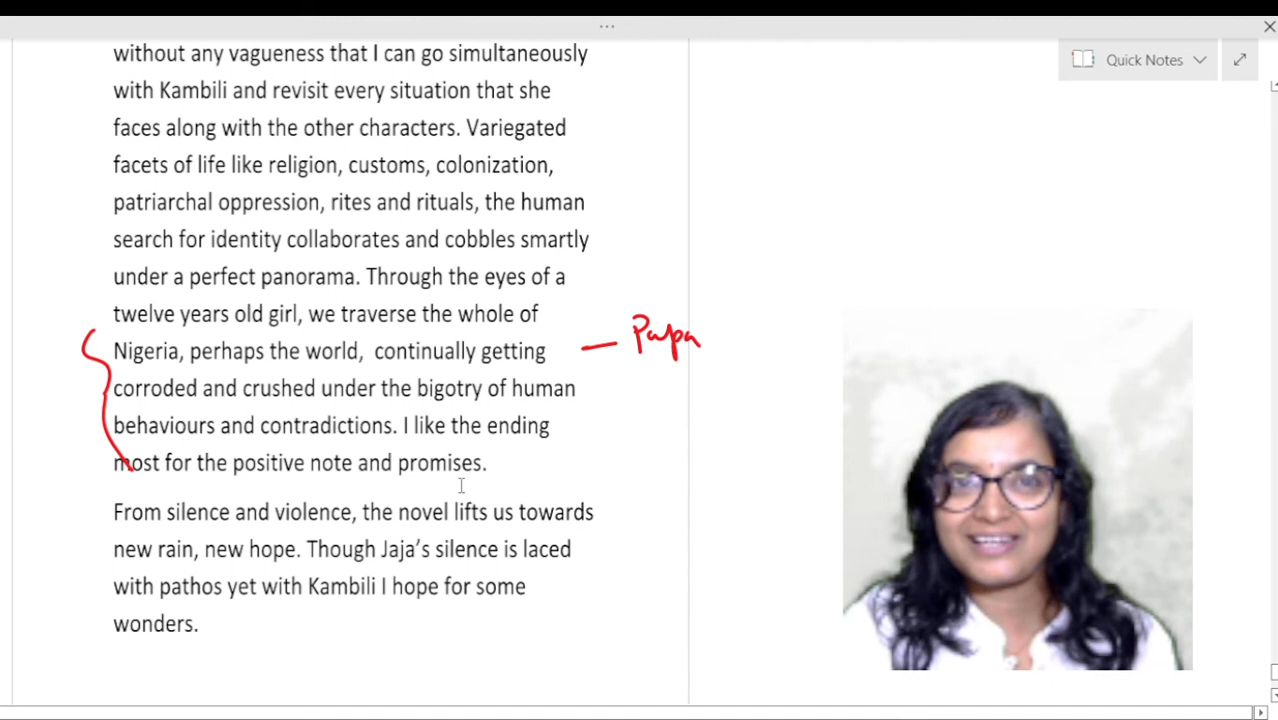 Quick Notes
without any vagueness that I can go simultaneously
with Kambili and revisit every situation that she
faces along with the other characters. Variegated
facets of life like religion, customs, colonization,
patriarchal oppression, rites and rituals, the human
search for identity collaborates and cobbles smartly
under a perfect panorama. Through the eyes of a
twelve years old girl, we traverse the whole of
Nigeria, perhaps the world, continually getting
— Papa
corroded and crushed under the bigotry of human
behaviours and contradictions. I like the ending
most for the positive note and promises.
From silence and violence, the novel lifts us towards
new rain, new hope. Though Jaja's silence is laced
with pathos yet with Kambili I hope for some
wonders.